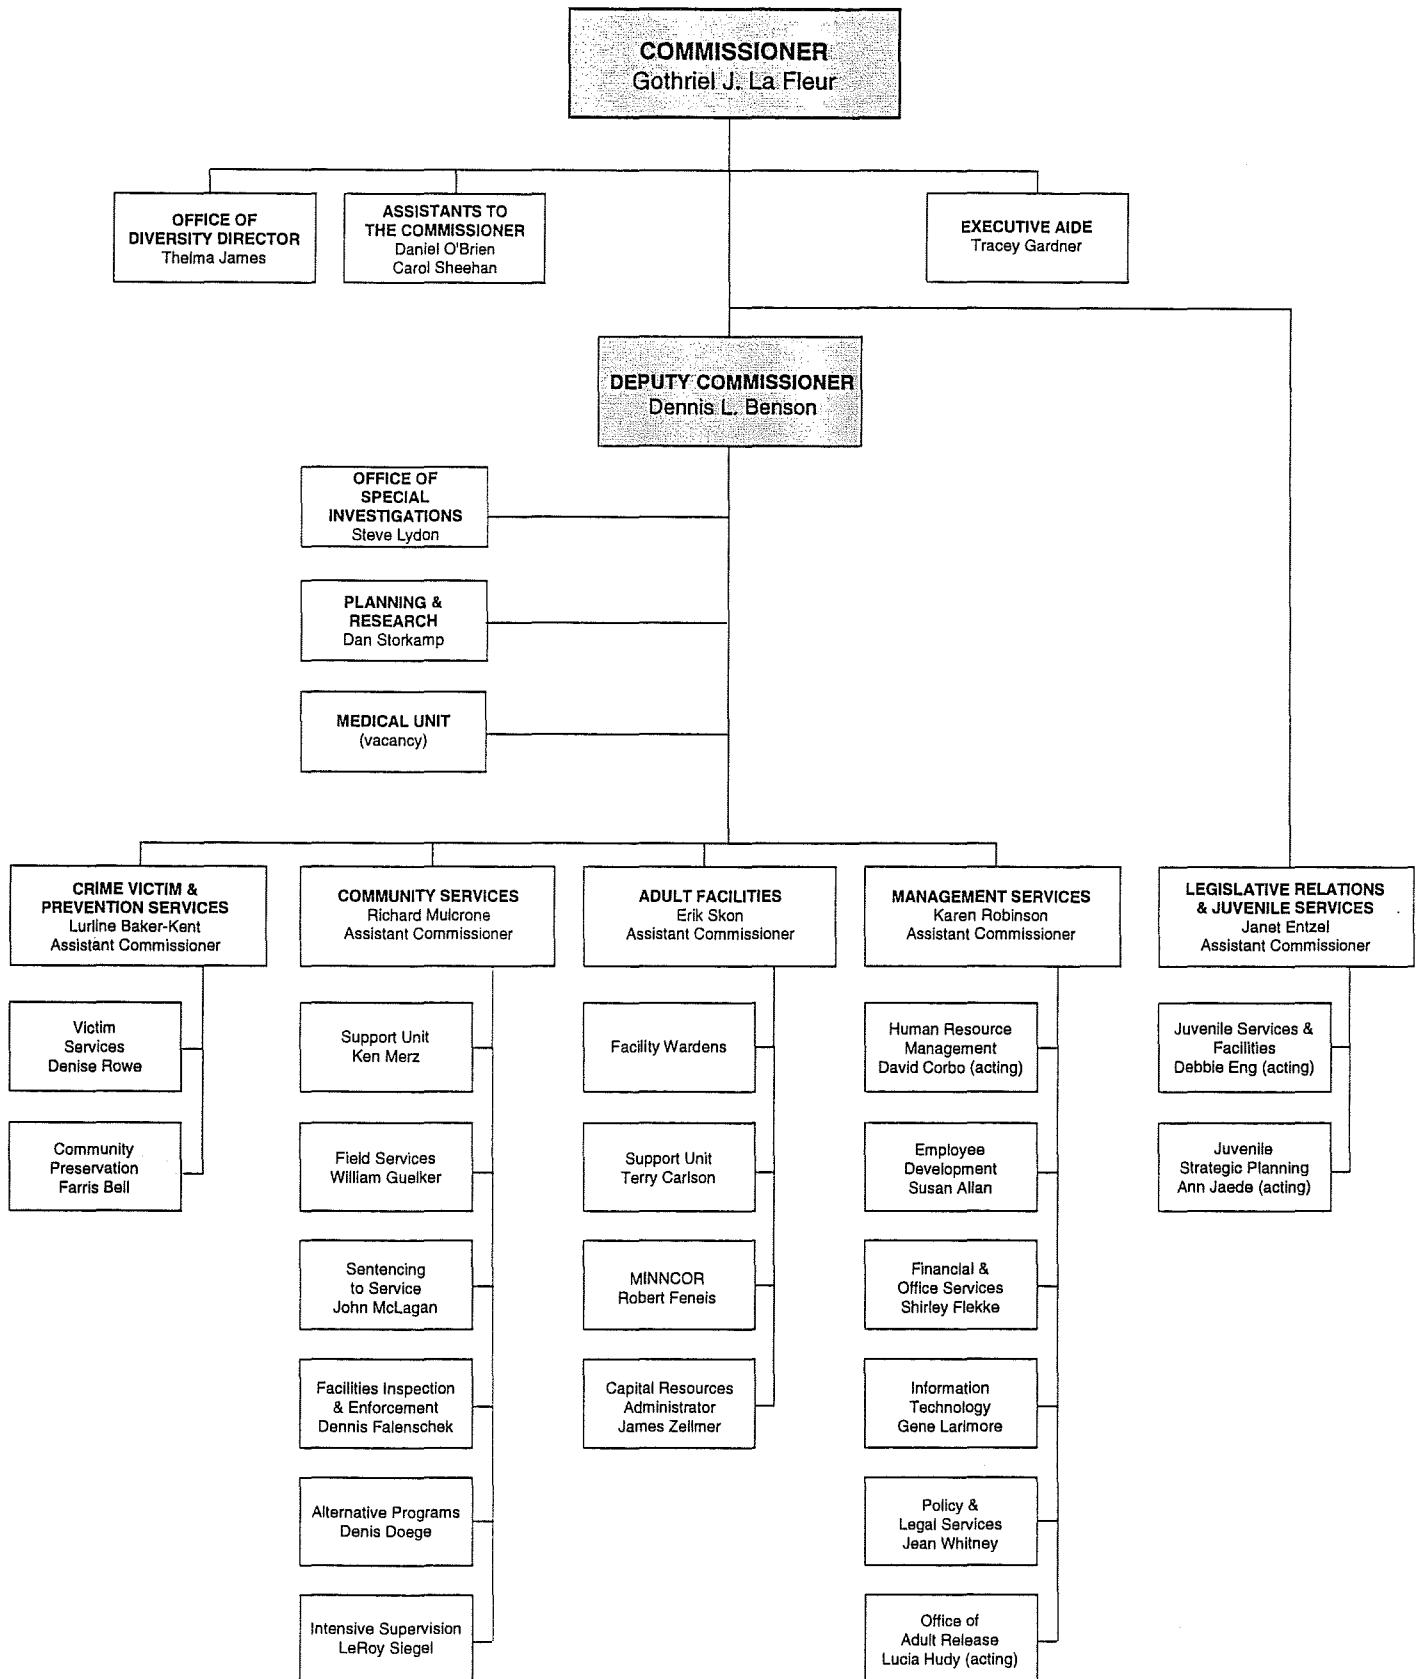 COMMISSIONER
Gothriel J. La Fleur
OFFICE OF
DIVERSITY DIRECTOR
Thelma James
ASSISTANTS TO
THE COMMISSIONER
Daniel O'Brien
Carol Sheehan
EXECUTIVE AIDE
Tracey Gardner
DEPUTY COMMISSIONER
Dennis L. Benson
OFFICE OF
SPECIAL
INVESTIGATIONS
Steve Lydon
PLANNING &
RESEARCH
Dan Storkamp
MEDICAL UNIT
(vacancy)
CRIME VICTIM &
PREVENTION SERVICES
Lurline Baker-Kent
Assistant Commissioner
COMMUNITY SERVICES
Richard Mulcrone
Assistant Commissioner
ADULT FACILITIES
Erik Skon
Assistant Commissioner
MANAGEMENT SERVICES
Karen Robinson
Assistant Commissioner
LEGISLATIVE RELATIONS
& JUVENILE SERVICES
Janet Entzel
Assistant Commissioner
Victim
Services
Denise Rowe
Community
Preservation
Farris Bell
Support Unit
Ken Merz
Field Services
William Guelker
Sentencing
to Service
John McLagan
Facilities Inspection
& Enforcement
Dennis Falenschek
Alternative Programs
Denis Doege
Intensive Supervision
LeRoy Siegel
Facility Wardens
Support Unit
Terry Carlson
MINNCOR
Robert Feneis
Capital Resources
Administrator
James Zellmer
Human Resource
Management
David Corbo (acting)
Employee
Development
Susan Allan
Financial &
Office Services
Shirley Flekke
Information
Technology
Gene Larimore
Policy &
Legal Services
Jean Whitney
Office of
Adult Release
Lucia Hudy (acting)
Juvenile Services &
Facilities
Debbie Eng (acting)
Juvenile
Strategic Planning
Ann Jaede (acting)